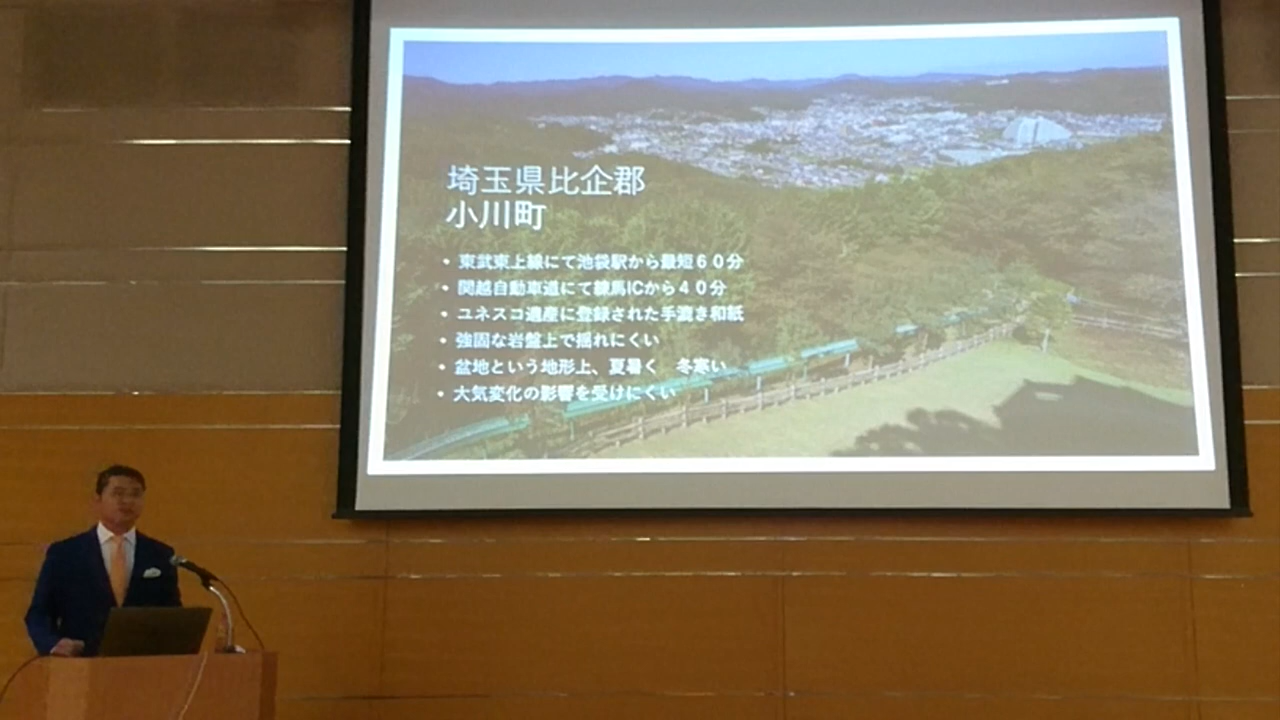 埼玉県比企郡
小川町
• 東武東上線にて池袋駅から最短６０分
• 関越自動車道にて練馬ICから４０分
• ユネスコ遺産に登録された手漉き和紙
• 強固な岩盤上で揺れにくい
• 盆地という地形上、夏暑く　冬寒い
• 大気変化の影響を受けにくい